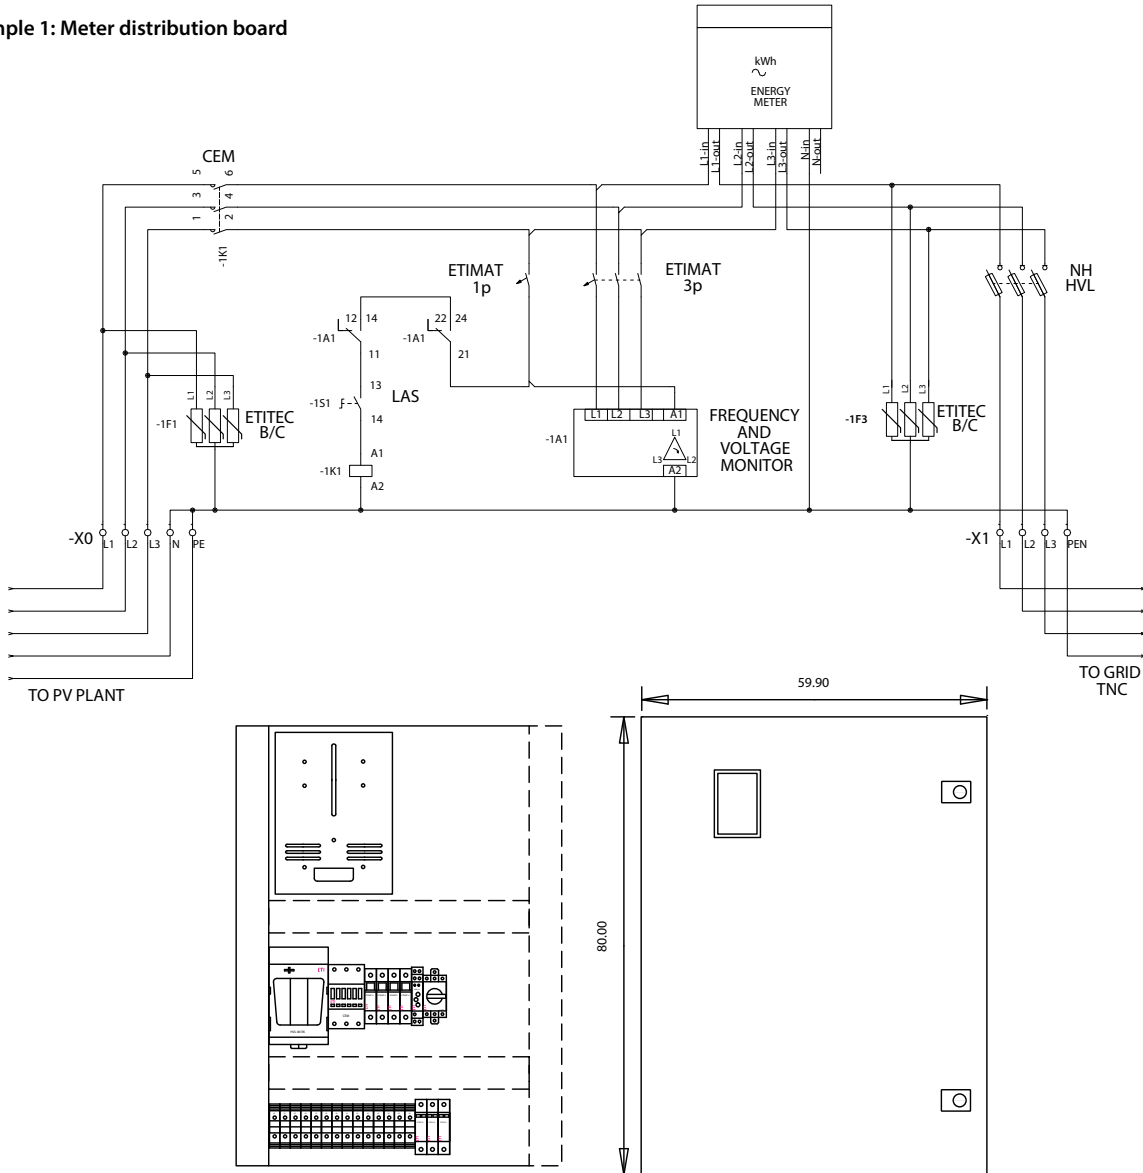 nple 1: Meter distribution board
kWh
ENERGY
METER
L1-in
L1-out
L2-in
L2-out
L3-in
L3-out
N-in
N-out
CEM
5 6
3 4
1 2
-1K1
ETIMAT
1p
ETIMAT
3p
NH
HVL
12 14
-1A1
11
22 24
-1A1
21
13
-1S1
LAS
14
A1
-1K1
A2
L1 L2 L3
-1F1
ETITEC
B/C
L1 L2 L3 A1
-1A1
L1
L3 L2
A2
FREQUENCY
AND
VOLTAGE
MONITOR
L1 L2 L3
-1F3
ETITEC
B/C
-X0 L1 L2 L3 N PE
-X1 L1 L2 L3 PEN
TO PV PLANT
TO GRID
TNC
59.90
80.00
ETI
CEM